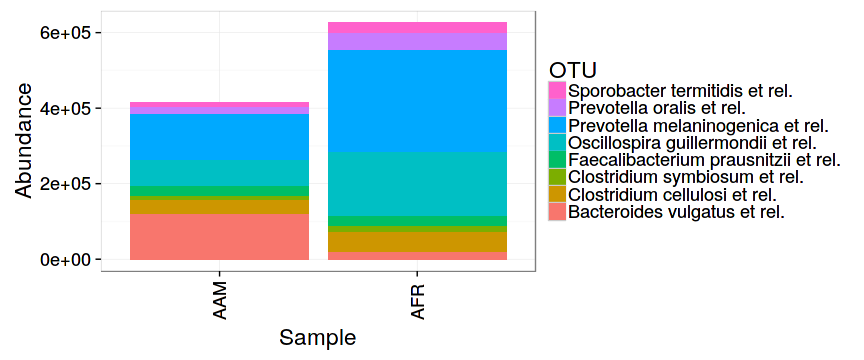 Abundance
6e+05
4e+05
2e+05
0e+00
AAM
AFR
Sample
OTU
Sporobacter termitidis et rel.
Prevotella oralis et rel.
Prevotella melaninogenica et rel.
Oscillospira guillermondii et rel.
Faecalibacterium prausnitzii et rel.
Clostridium symbiosum et rel.
Clostridium cellulosi et rel.
Bacteroides vulgatus et rel.